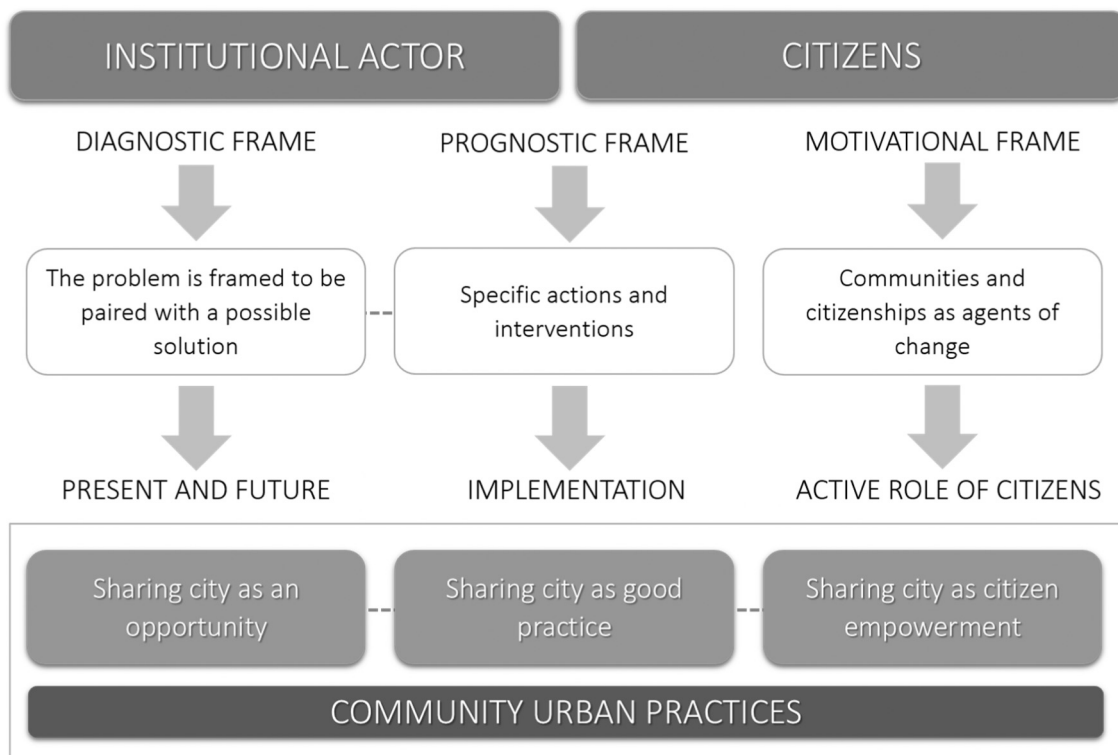 INSTITUTIONAL ACTOR
CITIZENS
DIAGNOSTIC FRAME
PROGNOSTIC FRAME
MOTIVATIONAL FRAME
The problem is framed to be
paired with a possible
solution
Specific actions and
interventions
Communities and
citizenships as agents of
change
PRESENT AND FUTURE
IMPLEMENTATION
ACTIVE ROLE OF CITIZENS
Sharing city as an
opportunity
Sharing city as good
practice
Sharing city as citizen
empowerment
COMMUNITY URBAN PRACTICES